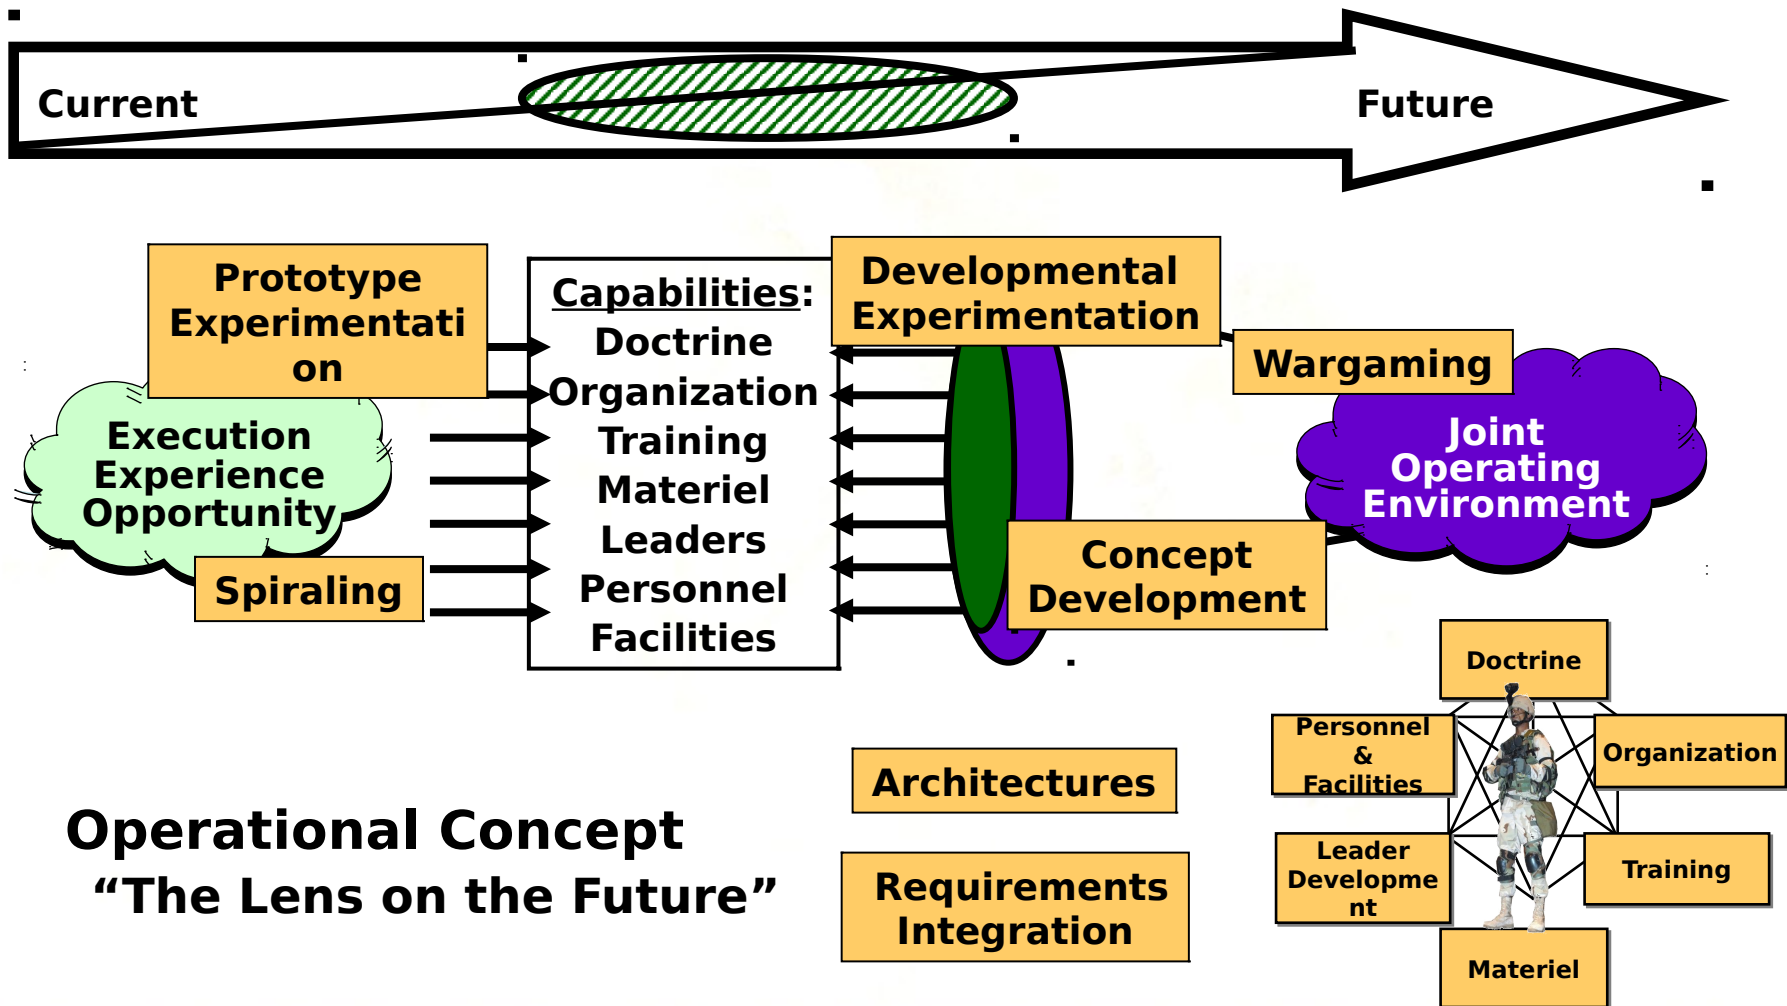 Current
Future
Prototype
Experimentati
on
Execution
Experience
Opportunity
Spiraling
Capabilities:
Doctrine
Organization
Training
Materiel
Leaders
Personnel
Facilities
Developmental
Experimentation
Wargaming
Joint
Operating
Environment
Concept
Development
Operational Concept
“The Lens on the Future”
Architectures
Requirements
Integration
Doctrine
Personnel
&
Facilities
Organization
Leader
Developme
nt
Training
Materiel